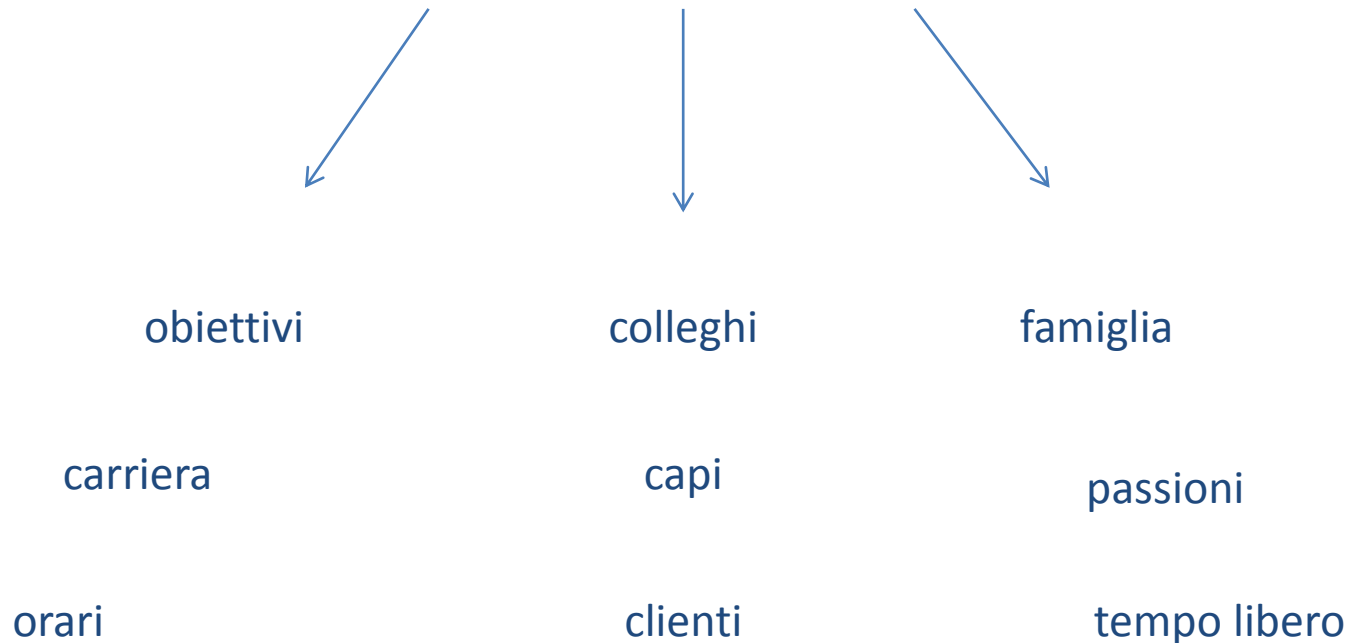 obiettivi colleghi famiglia
carriera capi passioni
orari clienti tempo libero